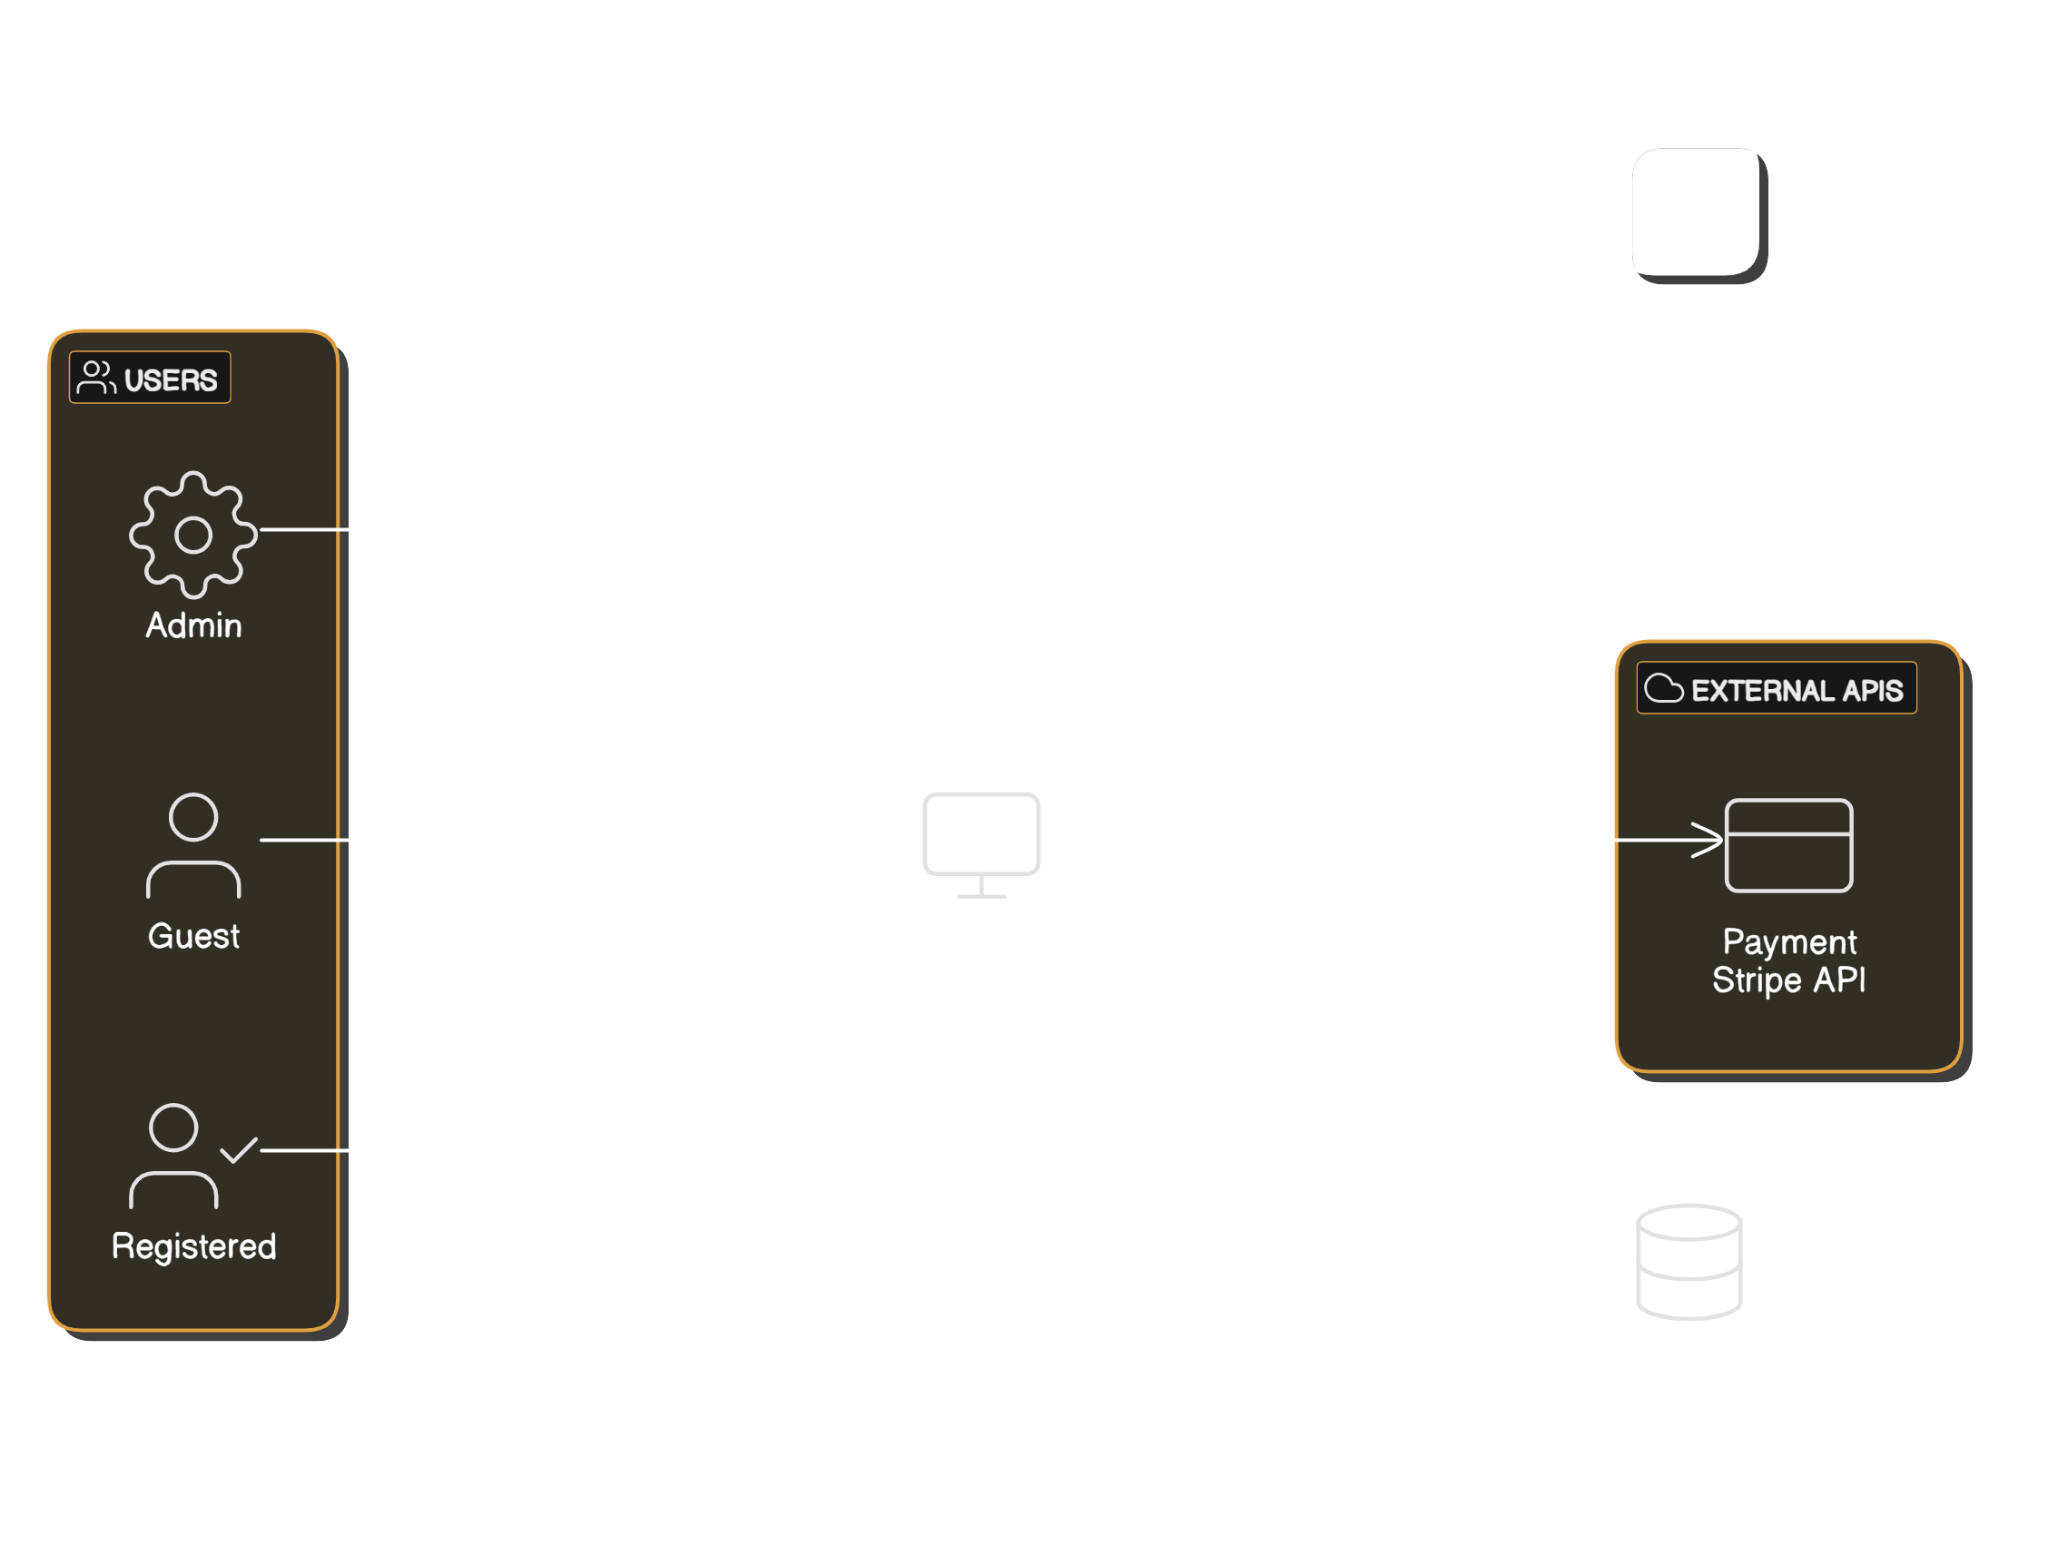 USERS
Admin
Guest
Registered
EXTERNAL APIS
Payment
Stripe API